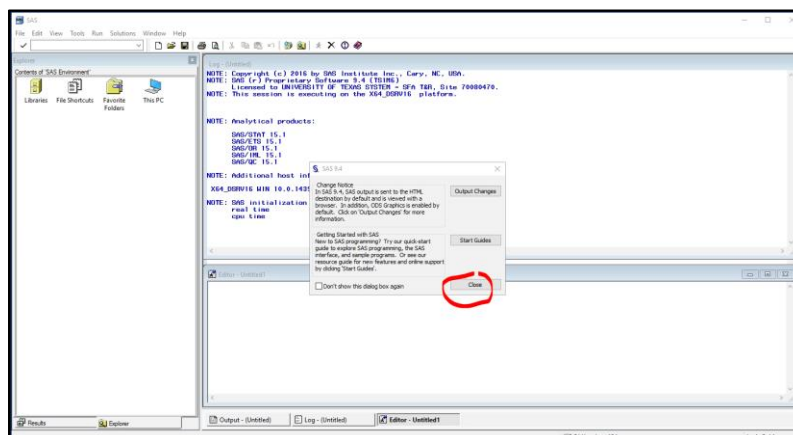 SAS
File Edit View Tools Run Solutions Window Help
Explorer
Contents of 'SAS Environment'
Libraries
File Shortcuts
Favorite
Folders
This PC
Log - (Untitled)
NOTE: Copyright (c) 2016 by SAS Institute Inc., Cary, NC, USA.
NOTE: SAS (r) Proprietary Software 9.4 (TS1M6)
Licensed to UNIVERSITY OF TEXAS SYSTEM - SFA T&R, Site 70080470.
NOTE: This session is executing on the X64_DSRV16 platform.
NOTE: Analytical products:
SAS/STAT 15.1
SAS/ETS 15.1
SAS/OR 15.1
SAS/IML 15.1
SAS/QC 15.1
NOTE: Additional host
X64_DSRV16 WIN 10.0.1439
NOTE: SAS initialization
real time
cpu time
SAS 9.4
Change Notice
In SAS 9.4, SAS output is sent to the HTML
destination by default and is viewed with a
browser. In addition, ODS Graphics is enabled by
default. Click on 'Output Changes' for more
information.
Output Changes
Getting Started with SAS
New to SAS programming? Try our quick start
guide to explore SAS programming, the SAS
interface, and sample programs. Or see our
resource guide for new features and online support
by clicking 'Start Guides'.
Start Guides
Don't show this dialog box again
Close
Editor - Untitled1
Results
Explorer
Output - (Untitled)
Log - (Untitled)
Editor - Untitled1